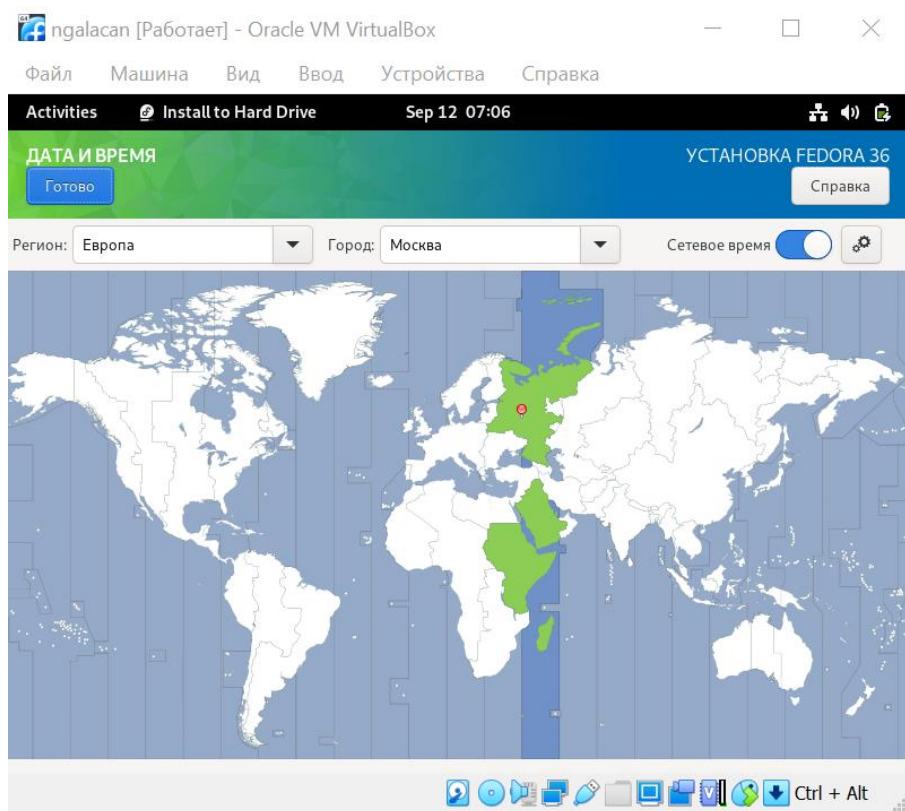 ngalacan [Работает] - Oracle VM VirtualBox
Файл Машина Вид Ввод Устройства Справка
Activities Install to Hard Drive Sep 12 07:06
ДАТА И ВРЕМЯ УСТАНОВКА FEDORA 36
Готово Справка
Регион: Европа Город: Москва Сетевое время
Ctrl + Alt